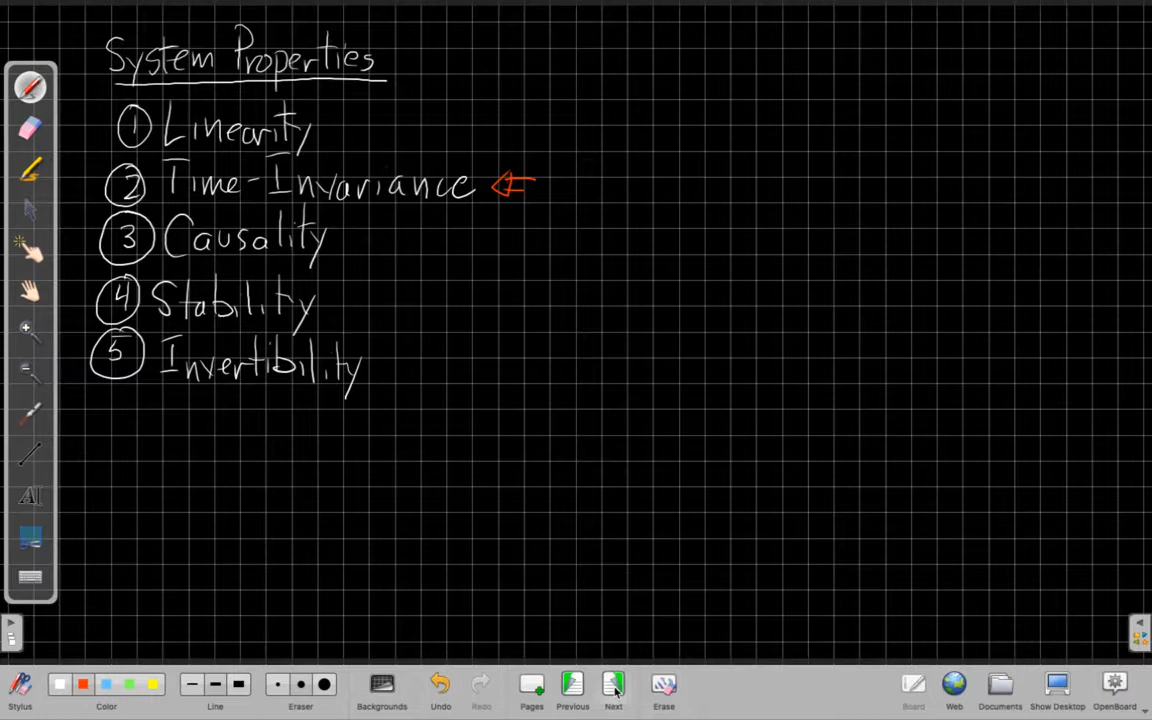 System Properties
① Linearity
② Time-Invariance
③ Causality
④ Stability
⑤ Invertibility
Stylus Color Line Eraser Backgrounds Undo Redo Pages Previous Next Erase Board Web Documents Show Desktop OpenBoard